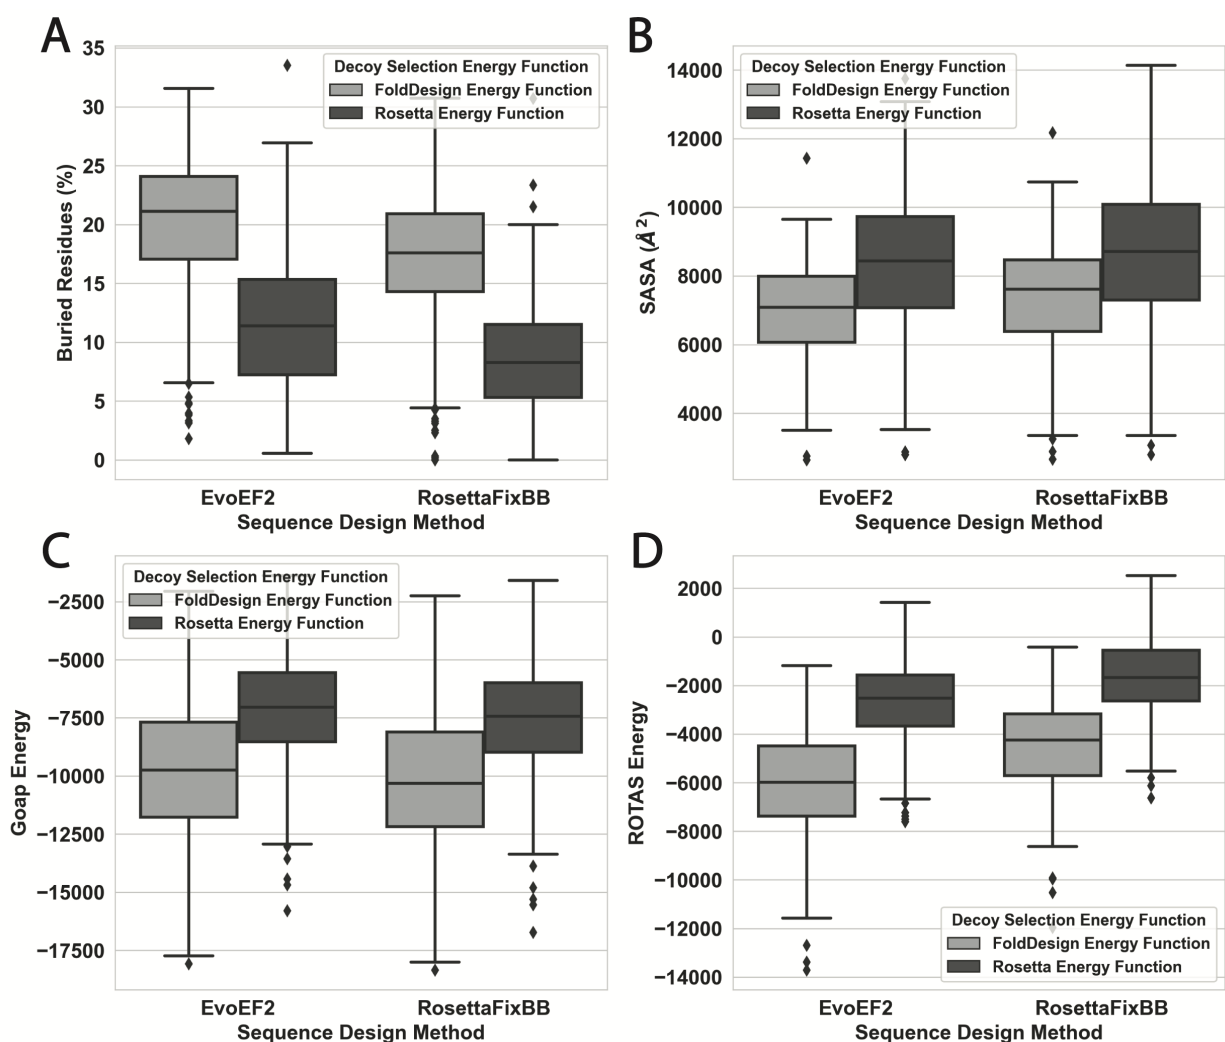 A
35
30
25
20
15
10
5
0
Buried Residues (%)
Decoy Selection Energy Function
FoldDesign Energy Function
Rosetta Energy Function
EvoEF2
RosettaFixBB
Sequence Design Method
B
14000
12000
10000
8000
6000
4000
SASA (Å²)
Decoy Selection Energy Function
FoldDesign Energy Function
Rosetta Energy Function
EvoEF2
RosettaFixBB
Sequence Design Method
C
−2500
−5000
−7500
−10000
−12500
−15000
−17500
Goap Energy
Decoy Selection Energy Function
FoldDesign Energy Function
Rosetta Energy Function
EvoEF2
RosettaFixBB
Sequence Design Method
D
2000
0
−2000
−4000
−6000
−8000
−10000
−12000
−14000
ROTAS Energy
Decoy Selection Energy Function
FoldDesign Energy Function
Rosetta Energy Function
EvoEF2
RosettaFixBB
Sequence Design Method